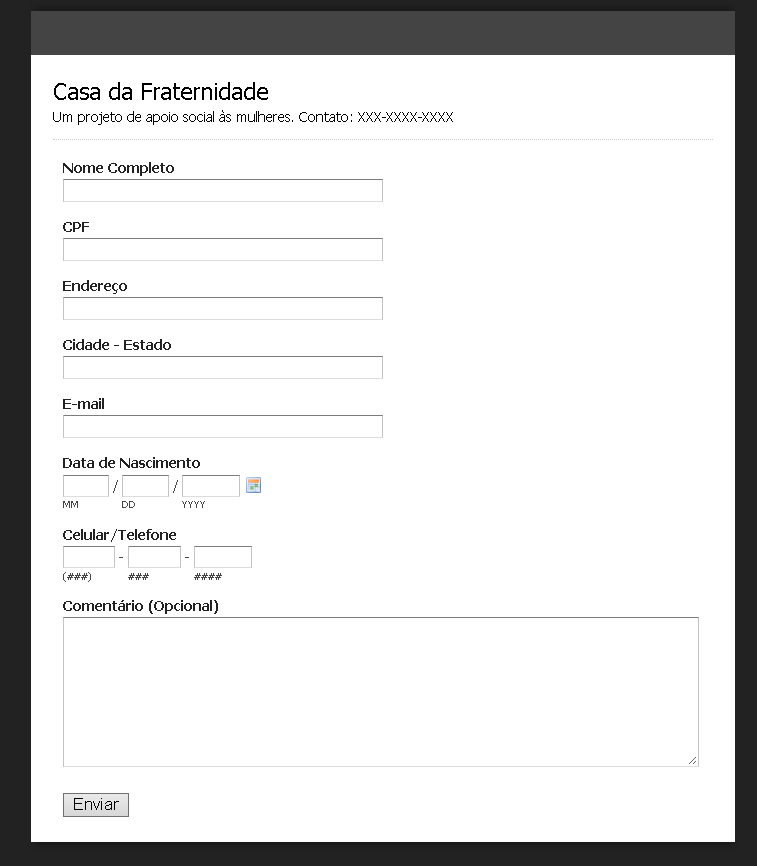 Casa da Fraternidade
Um projeto de apoio social às mulheres. Contato: XXX-XXXX-XXXX
Nome Completo
CPF
Endereço
Cidade - Estado
E-mail
Data de Nascimento
/ /
MM DD YYYY
Celular/Telefone
- -
(###) ### ####
Comentário (Opcional)
Enviar